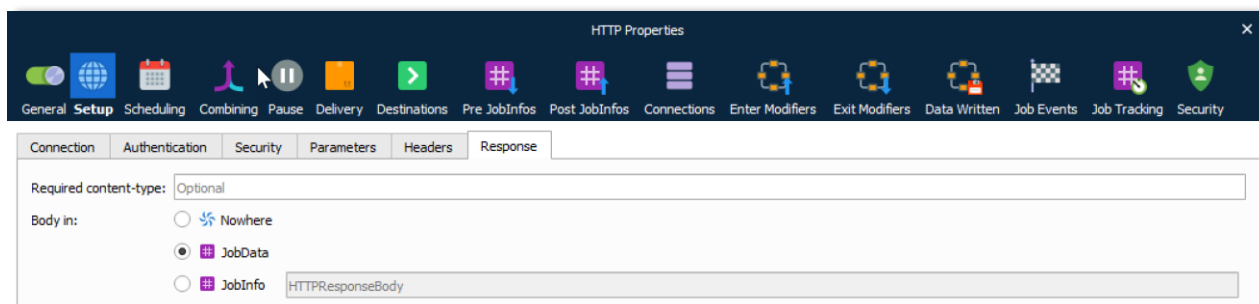 HTTP Properties
General Setup Scheduling Combining Pause Delivery Destinations Pre JobInfos Post JobInfos Connections Enter Modifiers Exit Modifiers Data Written Job Events Job Tracking Security
Connection Authentication Security Parameters Headers Response
Required content-type: Optional
Body in: Nowhere
JobData
JobInfo HTTPResponseBody